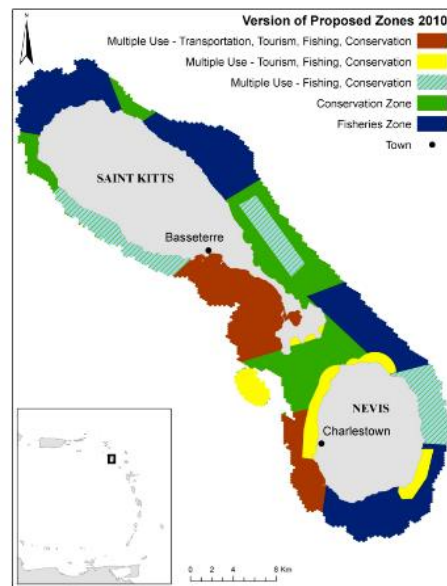 Version of Proposed Zones 2010
Multiple Use - Transportation, Tourism, Fishing, Conservation
Multiple Use - Tourism, Fishing, Conservation
Multiple Use - Fishing, Conservation
Conservation Zone
Fisheries Zone
Town
N
SAINT KITTS
Basseterre
NEVIS
Charlestown
0 2 4 8 Km